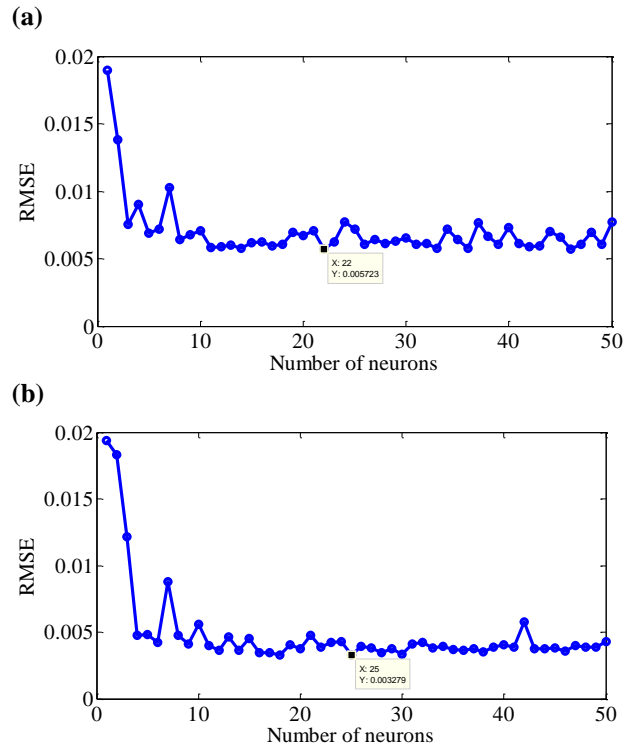 (a)
0.02
0.015
0.01
0.005
0
RMSE
X: 22
Y: 0.005723
0 10 20 30 40 50
Number of neurons
(b)
0.02
0.015
0.01
0.005
0
RMSE
X: 25
Y: 0.003279
0 10 20 30 40 50
Number of neurons